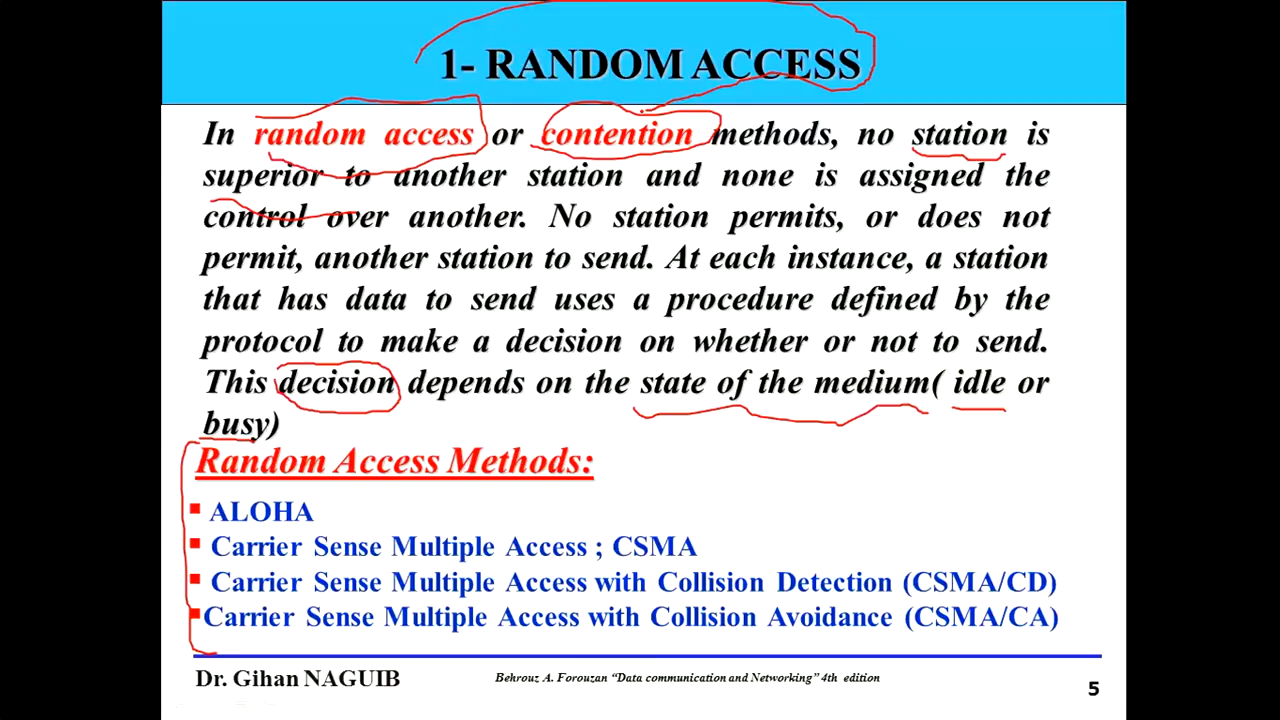 1- RANDOM ACCESS
In random access or contention methods, no station is
superior to another station and none is assigned the
control over another. No station permits, or does not
permit, another station to send. At each instance, a station
that has data to send uses a procedure defined by the
protocol to make a decision on whether or not to send.
This decision depends on the state of the medium( idle or
busy)
Random Access Methods:
▪ ALOHA
▪ Carrier Sense Multiple Access ; CSMA
▪ Carrier Sense Multiple Access with Collision Detection (CSMA/CD)
▪ Carrier Sense Multiple Access with Collision Avoidance (CSMA/CA)
Dr. Gihan NAGUIB
Behrouz A. Forouzan “Data communication and Networking” 4th edition
5